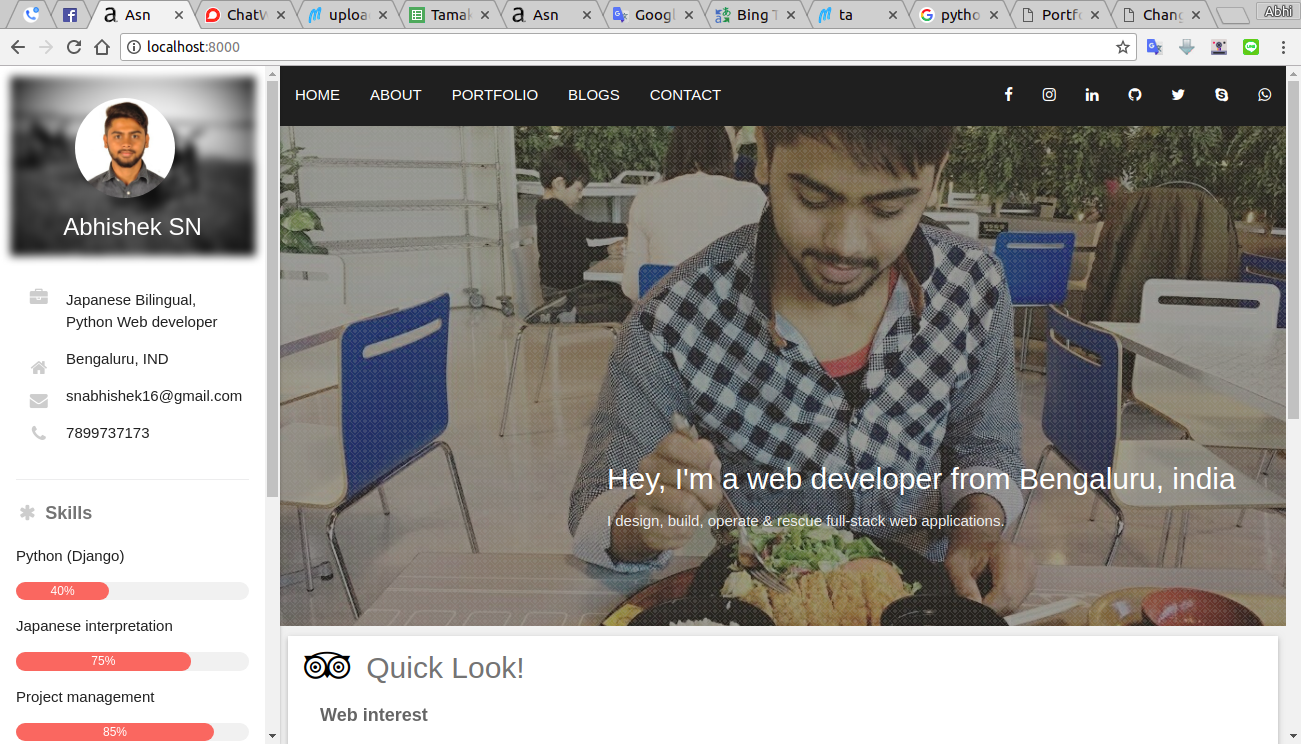 Asn
ChatW
uploa
Tamak
Asn
Googl
Bing T
ta
pytho
Portfo
Chang
Abhi
localhost:8000
HOME ABOUT PORTFOLIO BLOGS CONTACT
Abhishek SN
Japanese Bilingual,
Python Web developer
Bengaluru, IND
snabhishek16@gmail.com
7899737173
Skills
Python (Django)
40%
Japanese interpretation
75%
Project management
85%
Hey, I'm a web developer from Bengaluru, india
I design, build, operate & rescue full-stack web applications.
Quick Look!
Web interest